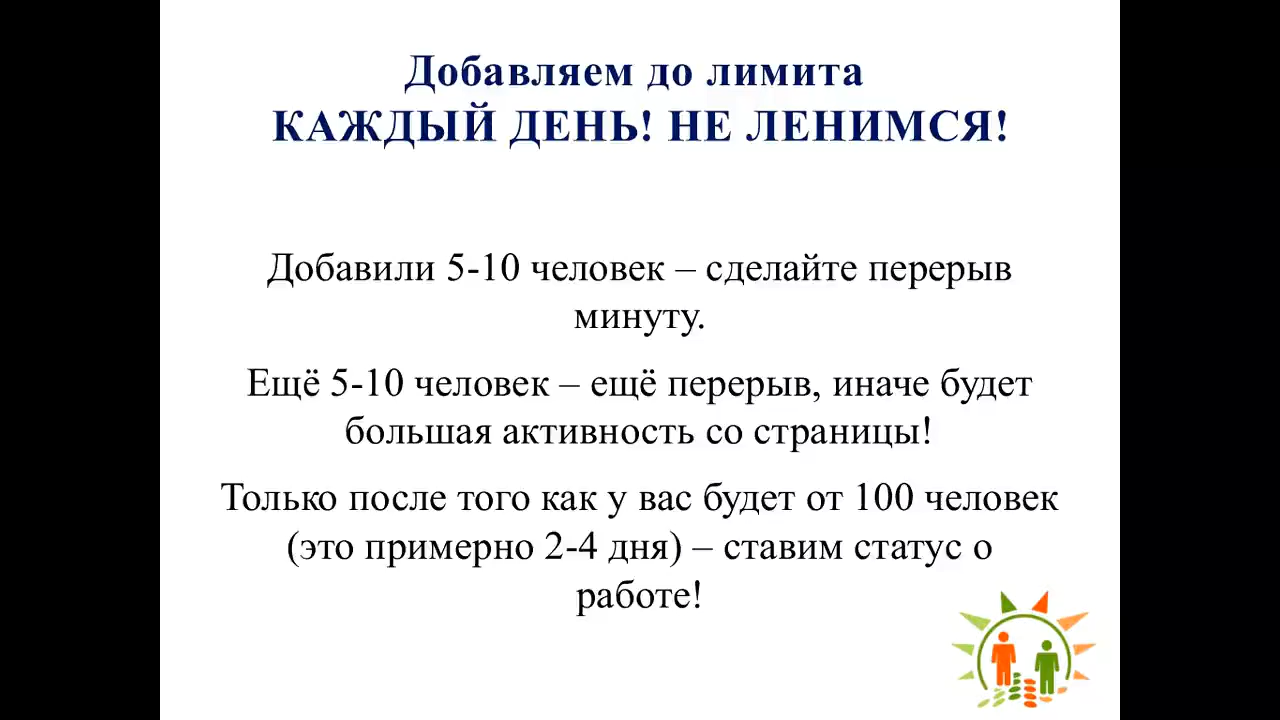 Добавляем до лимита
КАЖДЫЙ ДЕНЬ! НЕ ЛЕНИМСЯ!
Добавили 5-10 человек – сделайте перерыв
минуту.
Ещё 5-10 человек – ещё перерыв, иначе будет
большая активность со страницы!
Только после того как у вас будет от 100 человек
(это примерно 2-4 дня) – ставим статус о
работе!